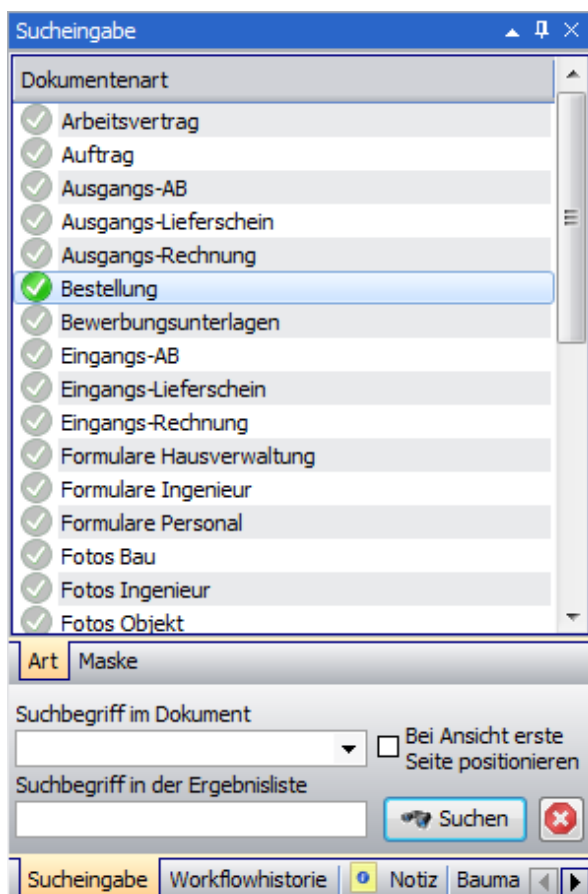 Sucheingabe
Dokumentenart
Arbeitsvertrag
Auftrag
Ausgangs-AB
Ausgangs-Lieferschein
Ausgangs-Rechnung
Bestellung
Bewerbungsunterlagen
Eingangs-AB
Eingangs-Lieferschein
Eingangs-Rechnung
Formulare Hausverwaltung
Formulare Ingenieur
Formulare Personal
Fotos Bau
Fotos Ingenieur
Fotos Objekt
Art Maske
Suchbegriff im Dokument
Bei Ansicht erste
Seite positionieren
Suchbegriff in der Ergebnisliste
Suchen
Sucheingabe Workflowhistorie Notiz Bauma